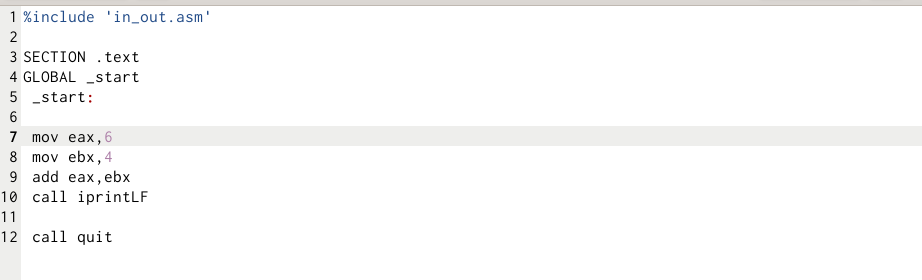 1 %include 'in_out.asm'
2
3 SECTION .text
4 GLOBAL _start
5 _start:
6
7 mov eax,6
8 mov ebx,4
9 add eax,ebx
10 call iprintLF
11
12 call quit